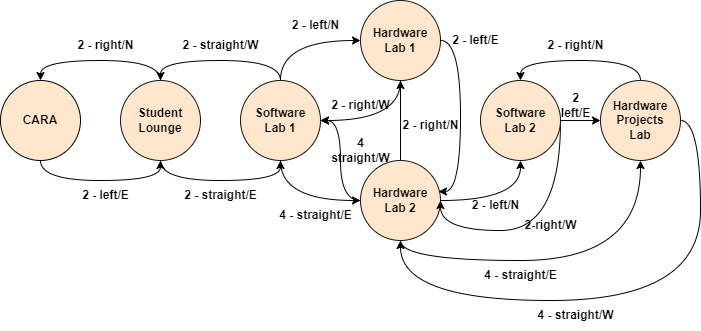 2 - left/N
Hardware
Lab 1
2 - left/E
2 - right/N
2 - straight/W
2 - right/N
CARA
Student
Lounge
Software
Lab 1
2 - right/W
2 - right/N
Software
Lab 2
2
left/E
Hardware
Projects
Lab
4
straight/W
2 - left/E
2 - straight/E
4 - straight/E
Hardware
Lab 2
2 - left/N
2-right/W
4 - straight/E
4 - straight/W